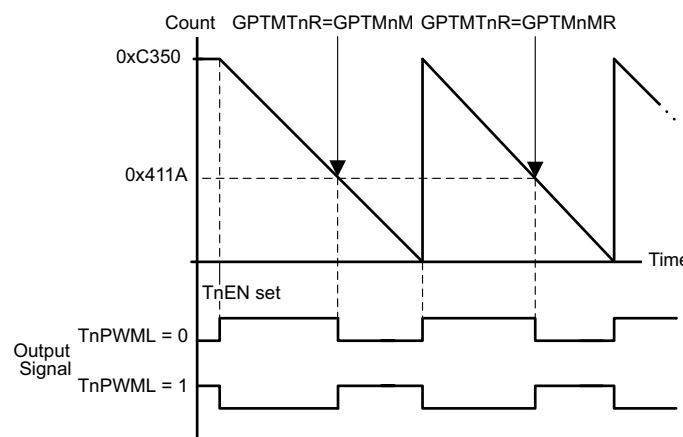 Count GPTMTnR=GPTMnM GPTMTnR=GPTMnMR
0xC350
0x411A
Time
TnEN set
TnPWML = 0
Output
Signal
TnPWML = 1